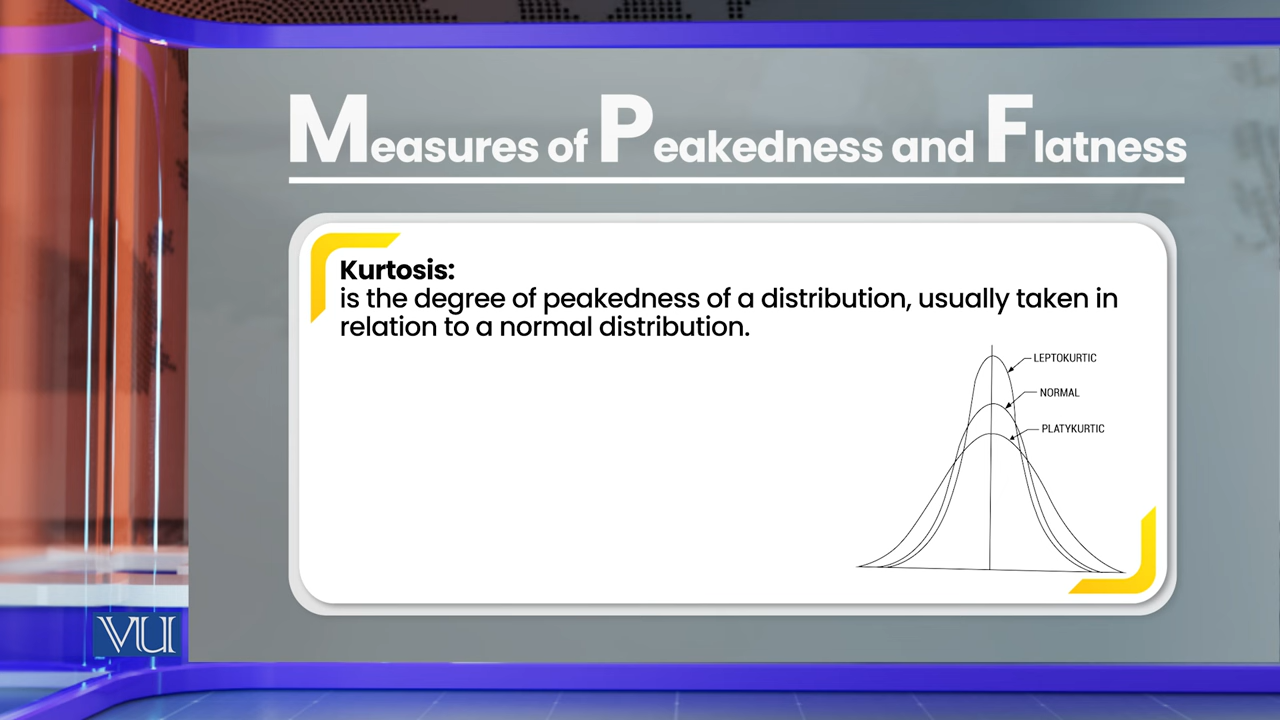 Measures of Peakedness and Flatness
Kurtosis:
is the degree of peakedness of a distribution, usually taken in
relation to a normal distribution.
LEPTOKURTIC
NORMAL
PLATYKURTIC
VU